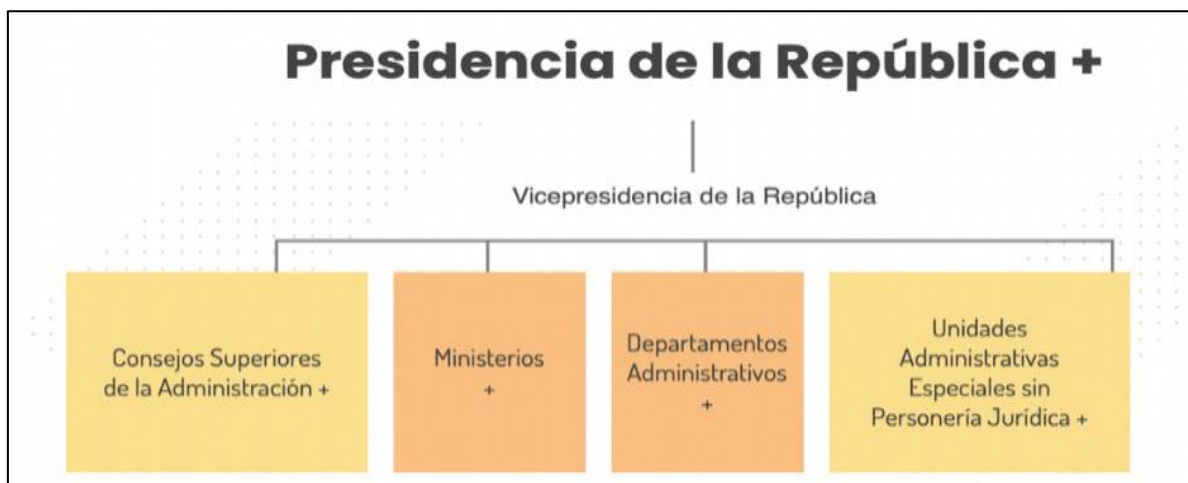 Presidencia de la República +
Vicepresidencia de la República
Consejos Superiores
de la Administración +
Ministerios
+
Departamentos
Administrativos
+
Unidades
Administrativas
Especiales sin
Personería Jurídica +